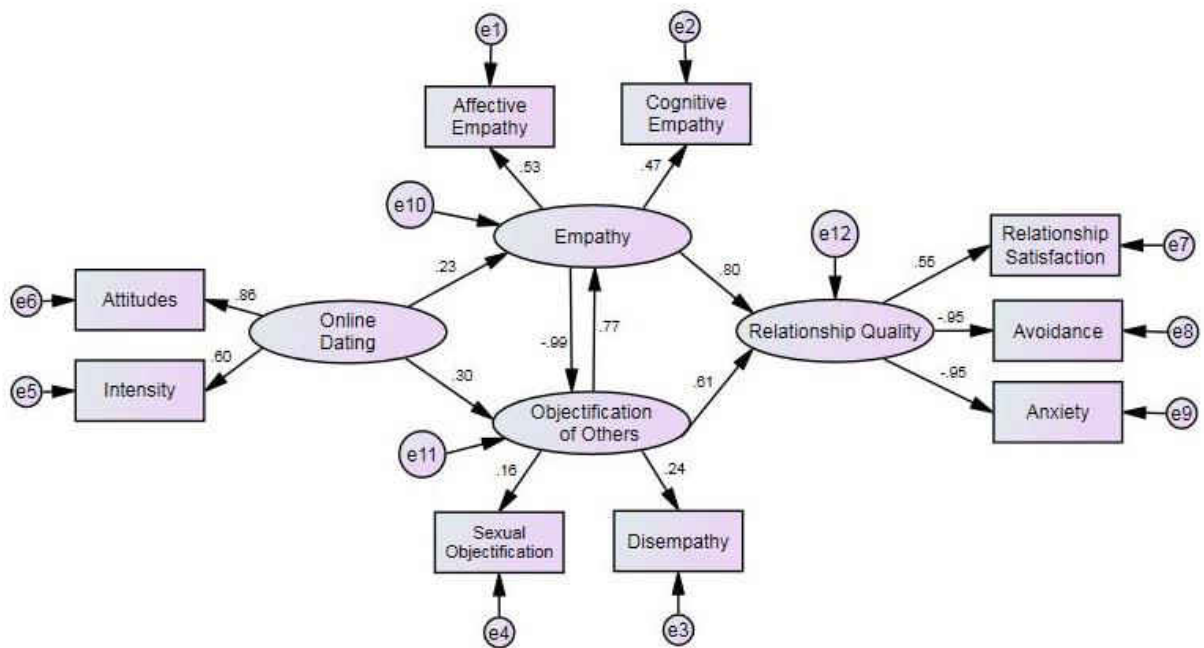 e1
e2
Affective
Empathy
Cognitive
Empathy
.53
.47
e10
Empathy
e12
Relationship
Satisfaction
e7
.23
.80
.55
e6
Attitudes
.86
Online
Dating
.77
-.99
Relationship Quality
-.95
Avoidance
e8
e5
Intensity
.60
.30
.61
-.95
Objectification
of Others
Anxiety
e9
e11
.16
.24
Sexual
Objectification
Disempathy
e4
e3